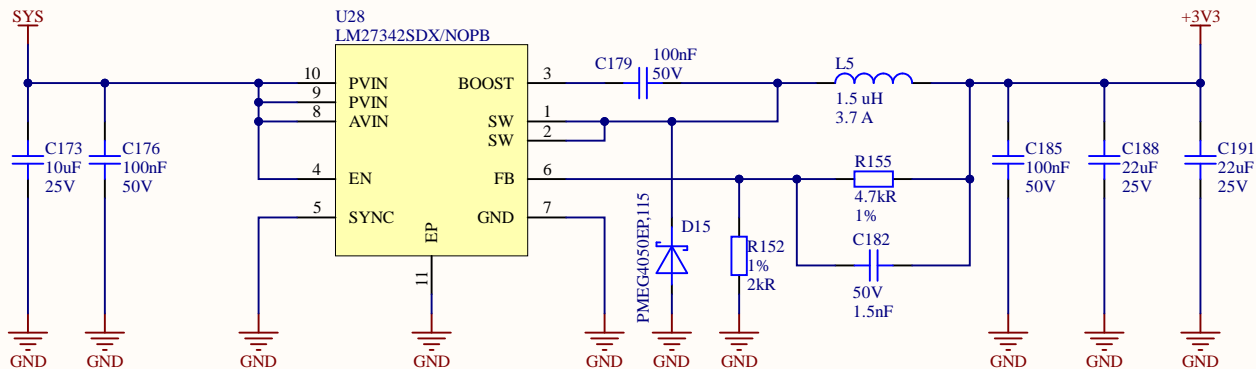 SYS
U28
LM27342SDX/NOPB
+3V3
10
PVIN
9
PVIN
8
AVIN
4
EN
5
SYNC
EP
11
BOOST
3
SW
1
SW
2
FB
6
GND
7
C179
100nF
50V
L5
1.5 uH
3.7 A
C173
10uF
25V
C176
100nF
50V
R155
4.7kR
1%
C182
50V
1.5nF
D15
PMEG4050EP,115
R152
1%
2kR
C185
100nF
50V
C188
22uF
25V
C191
22uF
25V
GND
GND
GND
GND
GND
GND
GND
GND
GND
GND